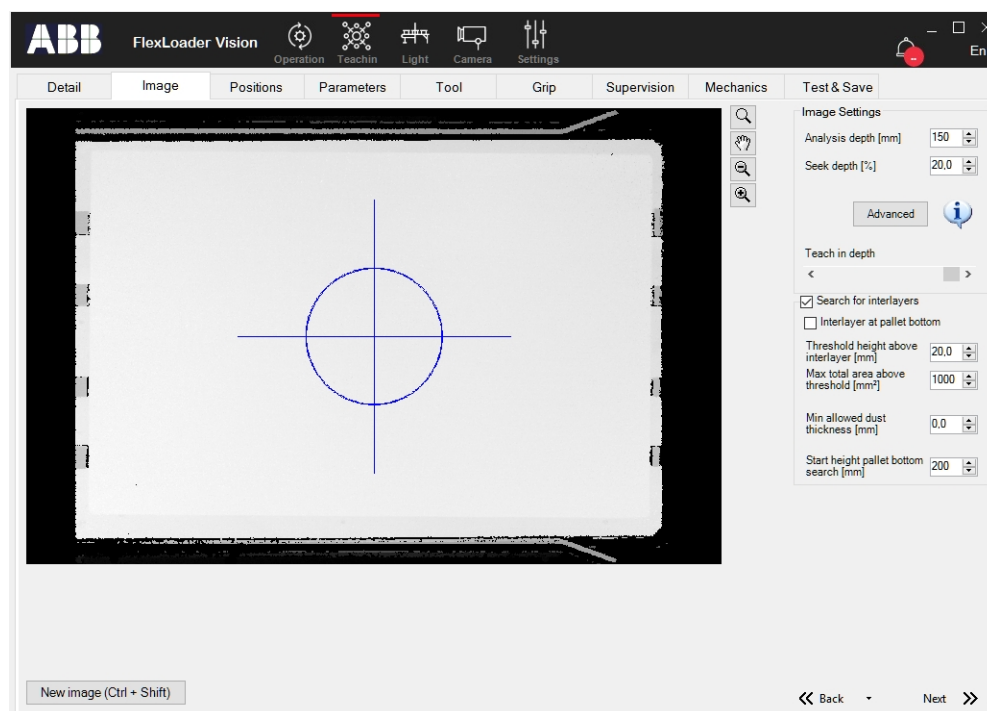 ABB FlexLoader Vision
Operation Teachin Light Camera Settings
En
Detail Image Positions Parameters Tool Grip Supervision Mechanics Test & Save
Image Settings
Analysis depth [mm] 150
Seek depth [%] 20,0
Advanced
Teach in depth
Search for interlayers
Interlayer at pallet bottom
Threshold height above
interlayer [mm] 20,0
Max total area above
threshold [mm²] 1000
Min allowed dust
thickness [mm] 0,0
Start height pallet bottom
search [mm] 200
New image (Ctrl + Shift)
Back Next